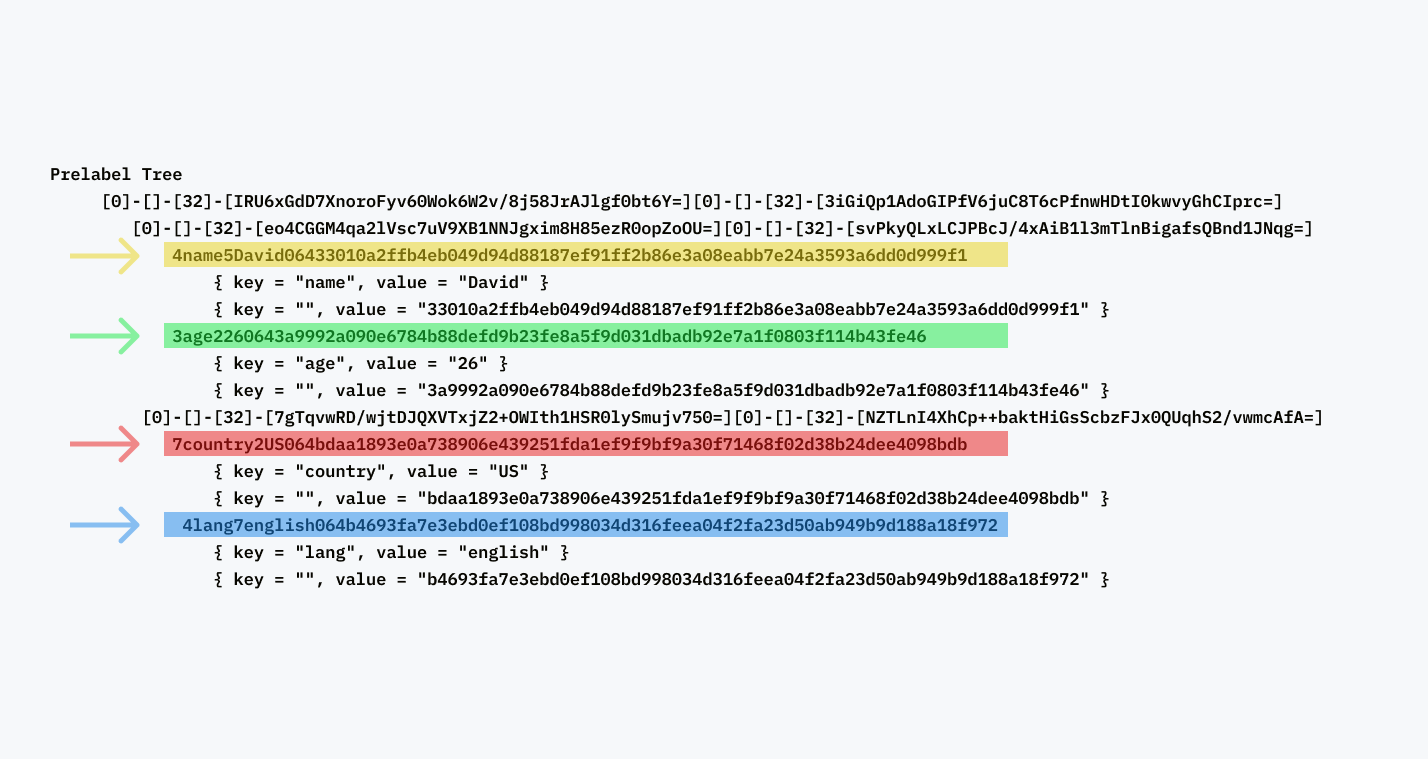 Prelabel Tree
[0]-[]-[32]-[IRU6xGdD7XnoroFyv60Wok6W2v/8j58JrAJlgf0bt6Y=][0]-[]-[32]-[3iGiQp1AdoGIPfV6juC8T6cPfnwHDtI0kwvyGhCIprc=]
[0]-[]-[32]-[eo4CGGM4qa2lVsc7uV9XB1NNJgxim8H85ezR0opZoOU=][0]-[]-[32]-[svPkyQLxLCJPBcJ/4xAiB1l3mTlnBigafsQBnd1JNqg=]
4name5David06433010a2ffb4eb049d94d88187ef91ff2b86e3a08eabb7e24a3593a6dd0d999f1
{ key = "name", value = "David" }
{ key = "", value = "33010a2ffb4eb049d94d88187ef91ff2b86e3a08eabb7e24a3593a6dd0d999f1" }
3age2260643a9992a090e6784b88defd9b23fe8a5f9d031dbadb92e7a1f0803f114b43fe46
{ key = "age", value = "26" }
{ key = "", value = "3a9992a090e6784b88defd9b23fe8a5f9d031dbadb92e7a1f0803f114b43fe46" }
[0]-[]-[32]-[7gTqvwRD/wjtDJQXVTxjZ2+OWIth1HSR0lySmujv750=][0]-[]-[32]-[NZTLnI4XhCp++baktHiGsScbzFJx0QUqhS2/vwmcAfA=]
7country2US064bdaa1893e0a738906e439251fda1ef9f9bf9a30f71468f02d38b24dee4098bdb
{ key = "country", value = "US" }
{ key = "", value = "bdaa1893e0a738906e439251fda1ef9f9bf9a30f71468f02d38b24dee4098bdb" }
4lang7english064b4693fa7e3ebd0ef108bd998034d316feea04f2fa23d50ab949b9d188a18f972
{ key = "lang", value = "english" }
{ key = "", value = "b4693fa7e3ebd0ef108bd998034d316feea04f2fa23d50ab949b9d188a18f972" }